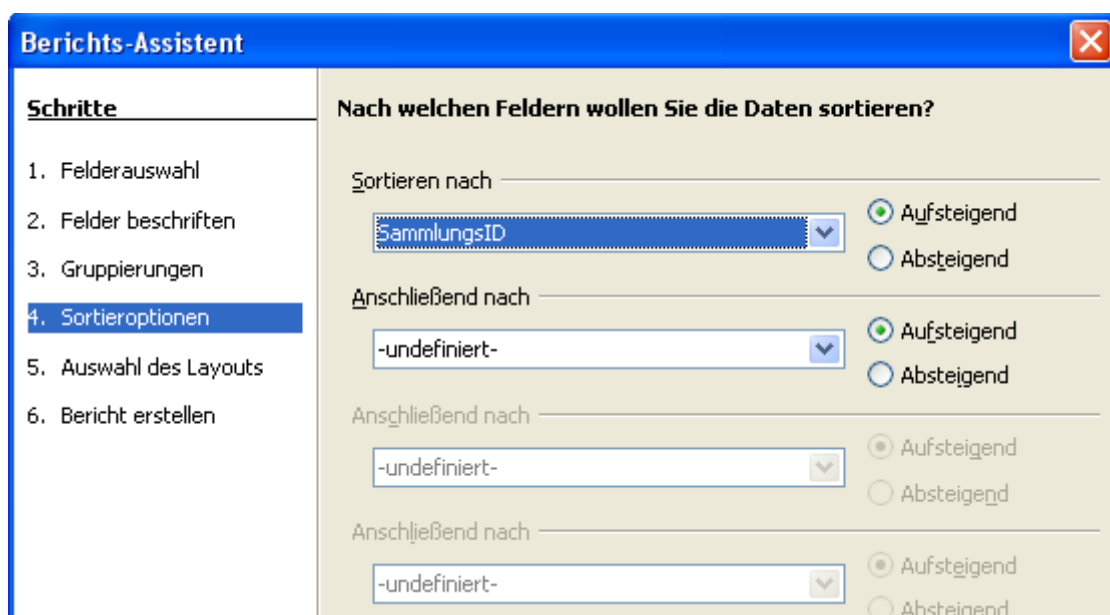 Berichts-Assistent
Schritte
1. Felderauswahl
2. Felder beschriften
3. Gruppierungen
4. Sortieroptionen
5. Auswahl des Layouts
6. Bericht erstellen
Nach welchen Feldern wollen Sie die Daten sortieren?
Sortieren nach
SammlungsID
Aufsteigend
Absteigend
Anschließend nach
-undefiniert-
Aufsteigend
Absteigend
Anschließend nach
-undefiniert-
Aufsteigend
Absteigend
Anschließend nach
-undefiniert-
Aufsteigend
Absteigend